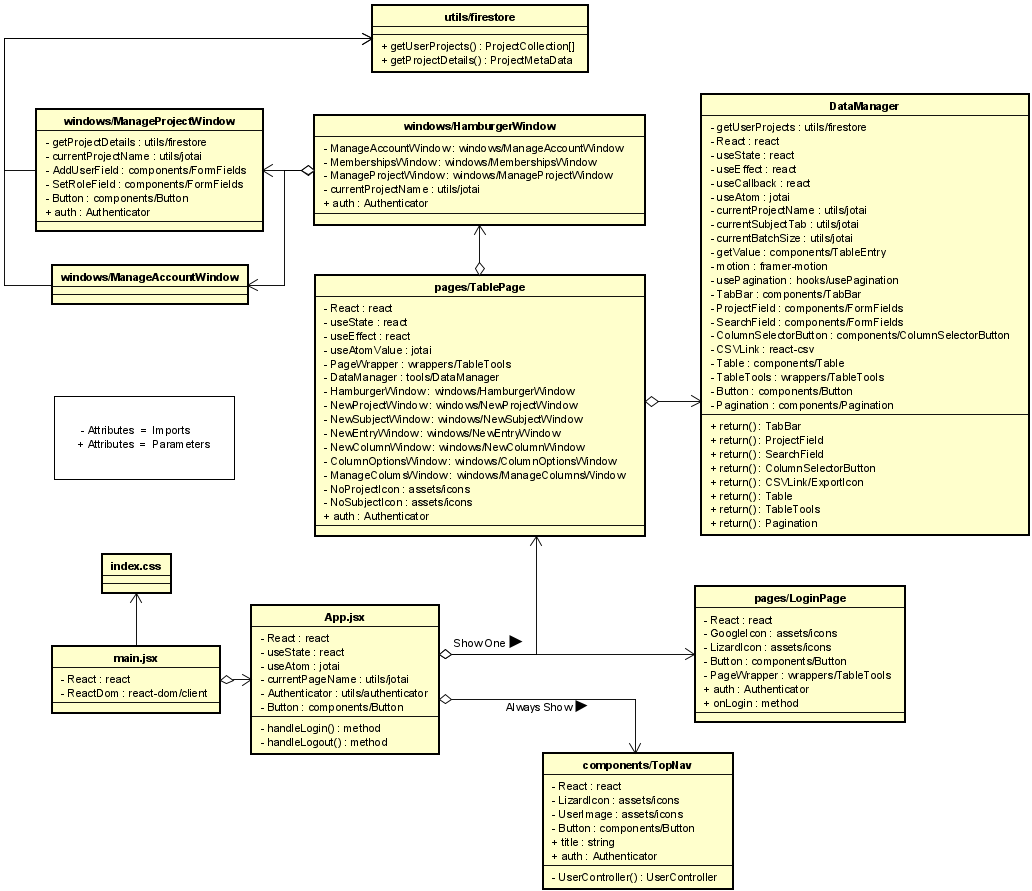 utils/firestore
+ getUserProjects() : ProjectCollection[]
+ getProjectDetails() : ProjectMetaData
windows/ManageProjectWindow
- getProjectDetails : utils/firestore
- currentProjectName : utils/jotai
- AddUserField : components/FormFields
- SetRoleField : components/FormFields
- Button : components/Button
+ auth : Authenticator
windows/HamburgerWindow
- ManageAccountWindow : windows/ManageAccountWindow
- MembershipsWindow : windows/MembershipsWindow
- ManageProjectWindow : windows/ManageProjectWindow
- currentProjectName : utils/jotai
+ auth : Authenticator
DataManager
- getUserProjects : utils/firestore
- React : react
- useState : react
- useEffect : react
- useCallback : react
- useAtom : jotai
- currentProjectName : utils/jotai
- currentSubjectTab : utils/jotai
- currentBatchSize : utils/jotai
- getValue : components/TableEntry
- motion : framer-motion
- usePagination : hooks/usePagination
- TabBar : components/TabBar
- ProjectField : components/FormFields
- SearchField : components/FormFields
- ColumnSelectorButton : components/ColumnSelectorButton
- CSVLink : react-csv
- Table : components/Table
- TableTools : wrappers/TableTools
- Button : components/Button
- Pagination : components/Pagination
+ return() : TabBar
+ return() : ProjectField
+ return() : SearchField
+ return() : ColumnSelectorButton
+ return() : CSVLink/ExportIcon
+ return() : Table
+ return() : TableTools
+ return() : Pagination
windows/ManageAccountWindow
pages/TablePage
- React : react
- useState : react
- useEffect : react
- useAtomValue : jotai
- PageWrapper : wrappers/TableTools
- DataManager : tools/DataManager
- HamburgerWindow : windows/HamburgerWindow
- NewProjectWindow : windows/NewProjectWindow
- NewSubjectWindow : windows/NewSubjectWindow
- NewEntryWindow : windows/NewEntryWindow
- NewColumnWindow : windows/NewColumnWindow
- ColumnOptionsWindow : windows/ColumnOptionsWindow
- ManageColumsWindow : windows/ManageColumnsWindow
- NoProjectIcon : assets/icons
- NoSubjectIcon : assets/icons
+ auth : Authenticator
- Attributes = Imports
+ Attributes = Parameters
index.css
main.jsx
- React : react
- ReactDom : react-dom/client
App.jsx
- React : react
- useState : react
- useAtom : jotai
- currentPageName : utils/jotai
- Authenticator : utils/authenticator
- Button : components/Button
- handleLogin() : method
- handleLogout() : method
Show One
Always Show
pages/LoginPage
- React : react
- GoogleIcon : assets/icons
- LizardIcon : assets/icons
- Button : components/Button
- PageWrapper : wrappers/TableTools
+ auth : Authenticator
+ onLogin : method
components/TopNav
- React : react
- LizardIcon : assets/icons
- UserImage : assets/icons
- Button : components/Button
+ title : string
+ auth : Authenticator
- UserController() : UserController